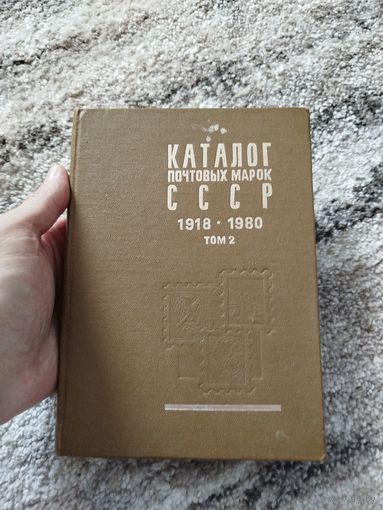 КАТАЛОГ
ПОЧТОВЫХ МАРОК
СССР
1918 · 1980
ТОМ 2